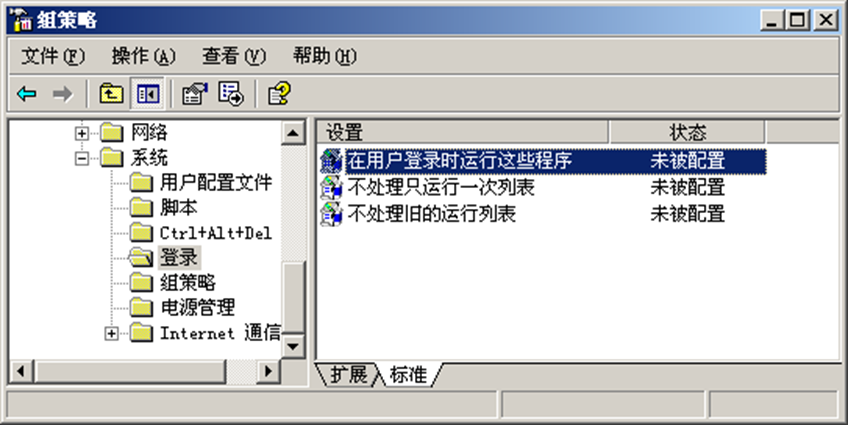 组策略
文件(F) 操作(A) 查看(V) 帮助(H)
网络
系统
用户配置文件
脚本
Ctrl+Alt+Del
登录
组策略
电源管理
Internet 通信
设置 状态
在用户登录时运行这些程序 未被配置
不处理只运行一次列表 未被配置
不处理旧的运行列表 未被配置
扩展 标准